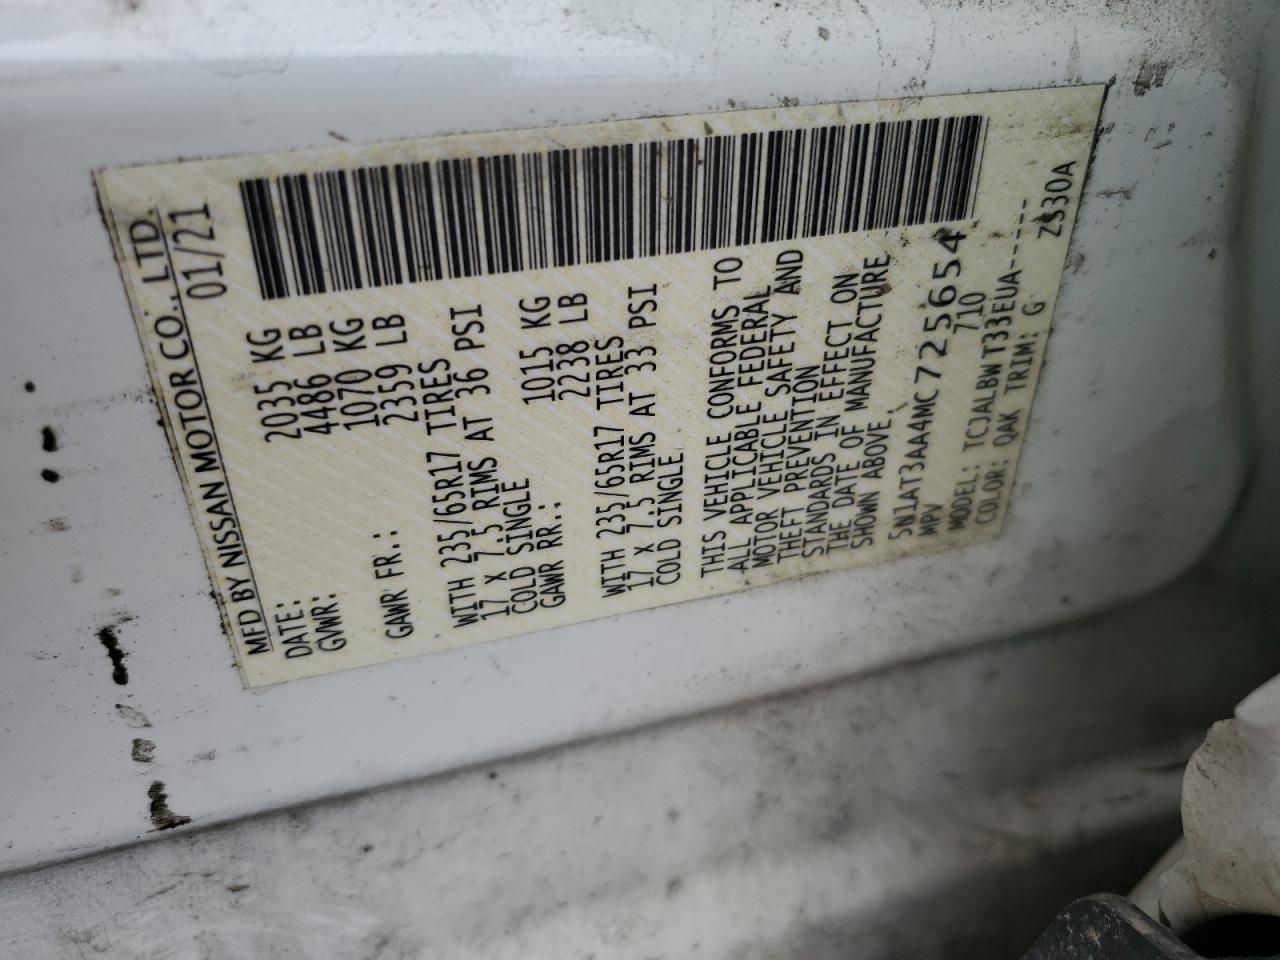 MFD BY NISSAN MOTOR CO., LTD.
DATE: 01/21
GVWR: 2035 KG
4486 LB
GAWR FR.: 1070 KG
2359 LB
WITH 235/65R17 TIRES
17 X 7.5 RIMS AT 36 PSI
COLD SINGLE
GAWR RR.: 1015 KG
2238 LB
WITH 235/65R17 TIRES
17 X 7.5 RIMS AT 33 PSI
COLD SINGLE
THIS VEHICLE CONFORMS TO
ALL APPLICABLE FEDERAL
MOTOR VEHICLE SAFETY AND
THEFT PREVENTION
STANDARDS IN EFFECT ON
THE DATE OF MANUFACTURE
SHOWN ABOVE.
5N1AT3AA4MC725654
MPV 710
MODEL: TCJALBWT33EUA-----
COLOR: QAK TRIM: G ZS30A